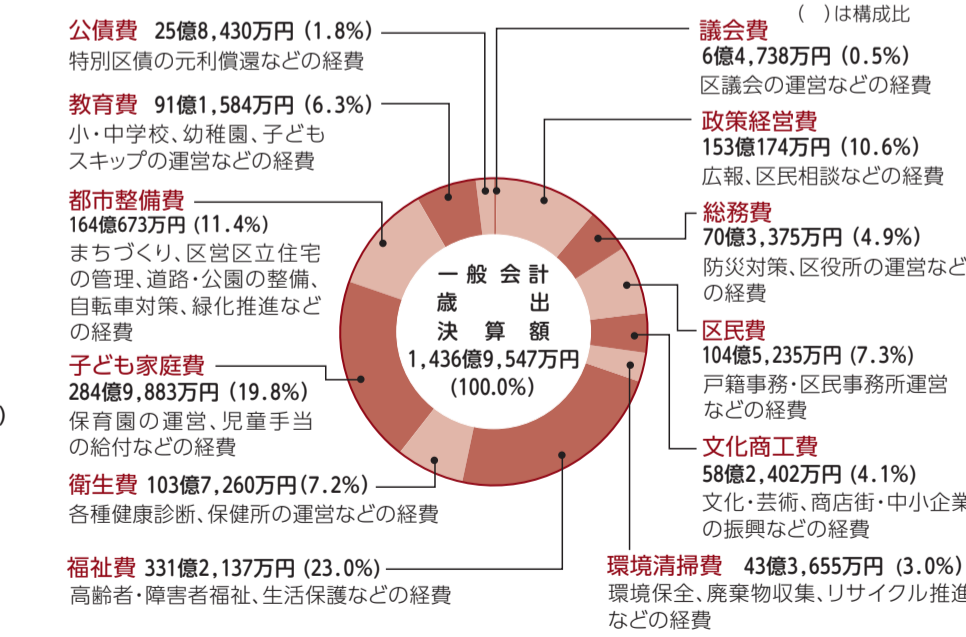 ( )は構成比
公債費 25億8,430万円 (1.8%)
特別区債の元利償還などの経費
教育費 91億1,584万円 (6.3%)
小・中学校、幼稚園、子ども
スキップの運営などの経費
都市整備費
164億673万円 (11.4%)
まちづくり、区営区立住宅
の管理、道路・公園の整備、
自転車対策、緑化推進など
の経費
子ども家庭費
284億9,883万円 (19.8%)
保育園の運営、児童手当
の給付などの経費
衛生費 103億7,260万円(7.2%)
各種健康診断、保健所の運営などの経費
福祉費 331億2,137万円 (23.0%)
高齢者・障害者福祉、生活保護などの経費
一般会計
歳出
決算額
1,436億9,547万円
(100.0%)
議会費
6億4,738万円 (0.5%)
区議会の運営などの経費
政策経営費
153億174万円 (10.6%)
広報、区民相談などの経費
総務費
70億3,375万円 (4.9%)
防災対策、区役所の運営など
の経費
区民費
104億5,235万円 (7.3%)
戸籍事務・区民事務所運営
などの経費
文化商工費
58億2,402万円 (4.1%)
文化・芸術、商店街・中小企業
の振興などの経費
環境清掃費 43億3,655万円 (3.0%)
環境保全、廃棄物収集、リサイクル推進
などの経費
)